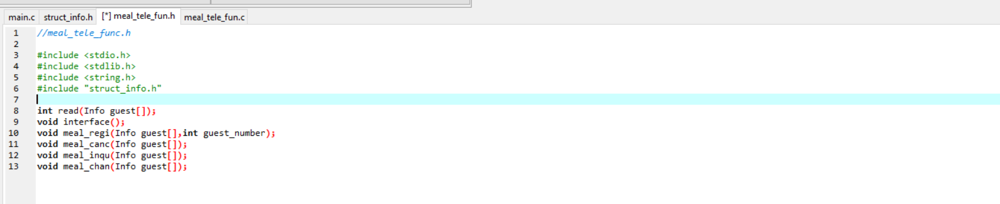 main.c struct_info.h [*] meal_tele_fun.h meal_tele_fun.c
1 //meal_tele_func.h
2
3 #include <stdio.h>
4 #include <stdlib.h>
5 #include <string.h>
6 #include "struct_info.h"
7
8 int read(Info guest[]);
9 void interface();
10 void meal_regi(Info guest[],int guest_number);
11 void meal_canc(Info guest[]);
12 void meal_inqu(Info guest[]);
13 void meal_chan(Info guest[]);